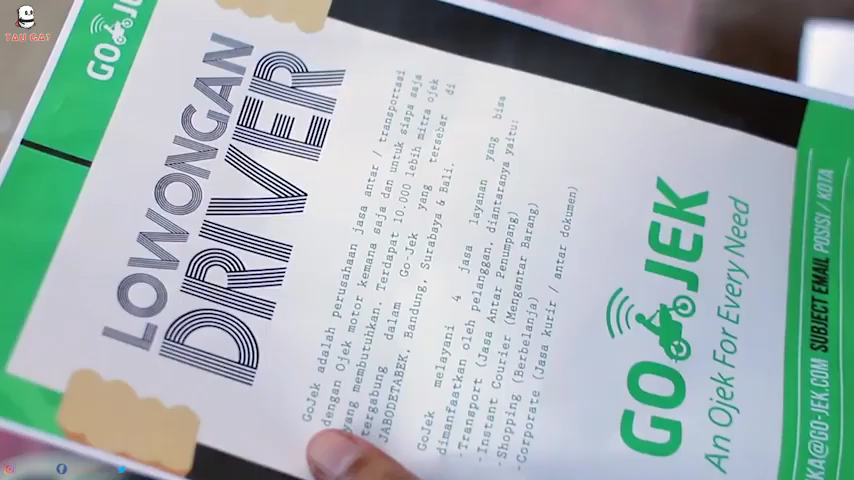 TAU GA?
GO JEK
LOWONGAN
DRIVER
GoJek adalah perusahaan jasa antar / transportasi
dengan Ojek motor kemana saja dan untuk siapa saja
yang membutuhkan. Terdapat 10.000 lebih mitra ojek
tergabung dalam Go-Jek yang tersebar di
JABODETABEK, Bandung, Surabaya & Bali.
GoJek melayani 4 jasa layanan yang bisa
dimanfaatkan oleh pelanggan, diantaranya yaitu:
-Transport (Jasa Antar Penumpang)
-Instant Courier (Mengantar Barang)
-Shopping (Berbelanja)
-Corporate (Jasa kurir / antar dokumen)
GO JEK
An Ojek For Every Need
KA@GO-JEK.COM SUBJECT EMAIL POSISI / KOTA